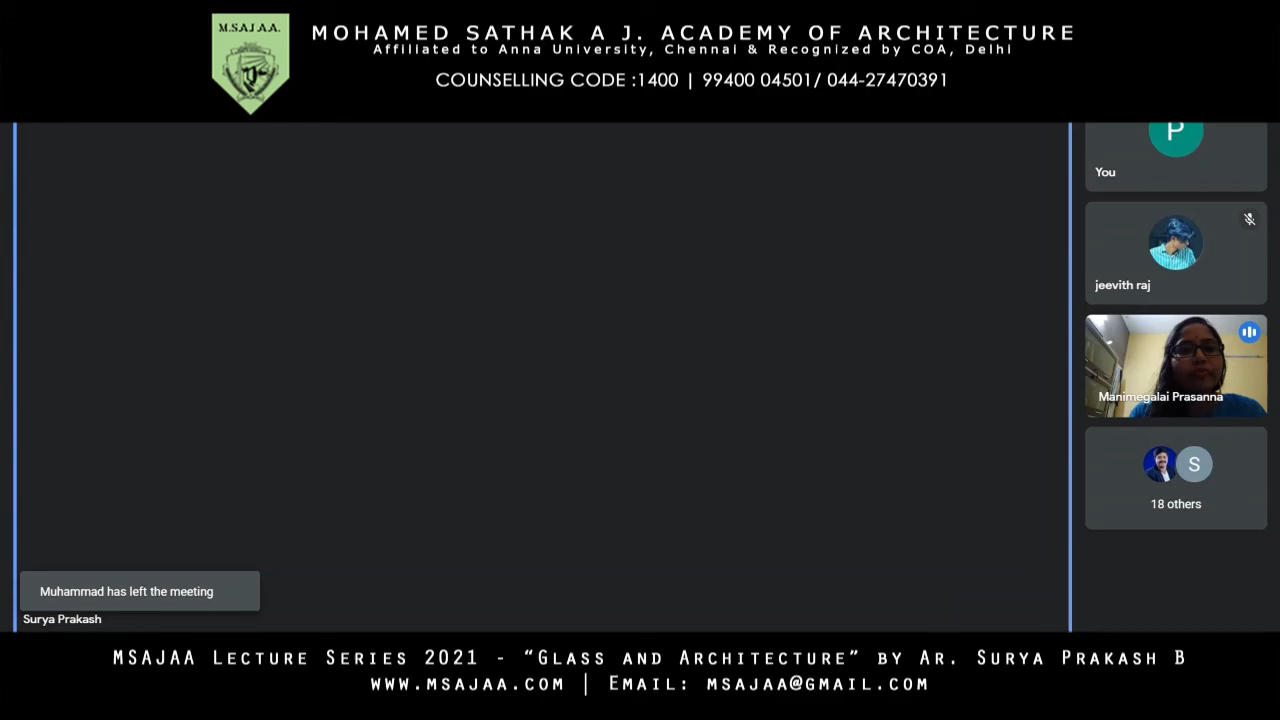 M.SAJAA.
MOHAMED SATHAK A J. ACADEMY OF ARCHITECTURE
Affiliated to Anna University, Chennai & Recognized by COA, Delhi
COUNSELLING CODE :1400 | 99400 04501/ 044-27470391
P
You
jeevith raj
Manimegalai Prasanna
S
18 others
Muhammad has left the meeting
Surya Prakash
MSAJAA LECTURE SERIES 2021 - “GLASS AND ARCHITECTURE” BY AR. SURYA PRAKASH B
WWW.MSAJAA.COM | EMAIL: MSAJAA@GMAIL.COM